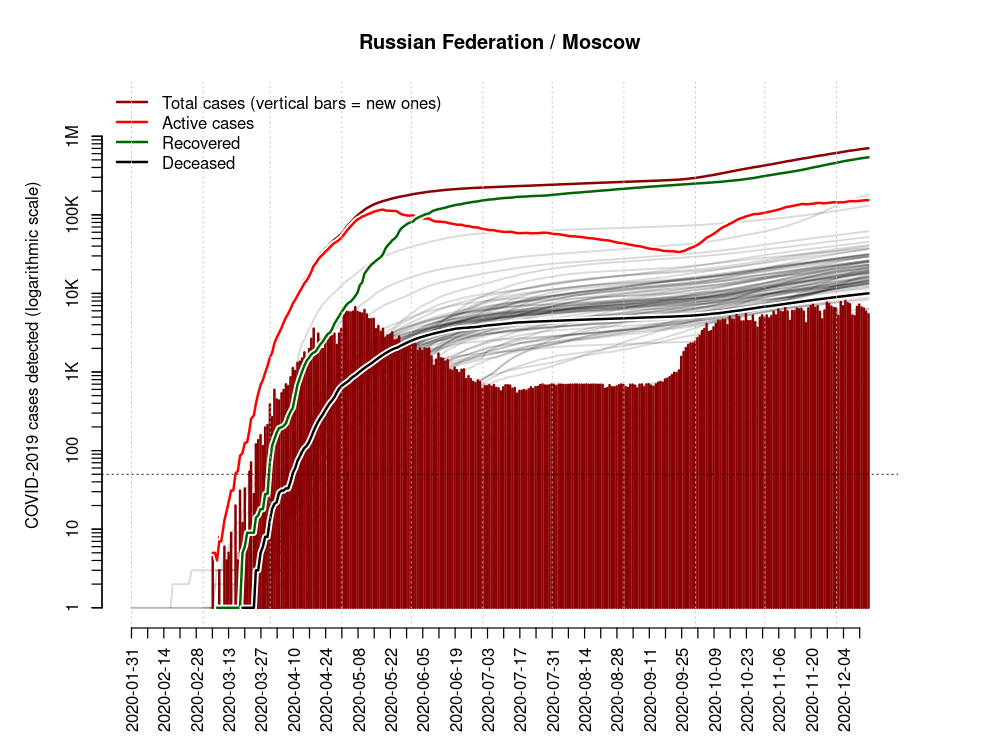 Russian Federation / Moscow
Total cases (vertical bars = new ones)
Active cases
Recovered
Deceased
COVID-2019 cases detected (logarithmic scale)
1M
100K
10K
1K
100
10
1
2020-01-31
2020-02-14
2020-02-28
2020-03-13
2020-03-27
2020-04-10
2020-04-24
2020-05-08
2020-05-22
2020-06-05
2020-06-19
2020-07-03
2020-07-17
2020-07-31
2020-08-14
2020-08-28
2020-09-11
2020-09-25
2020-10-09
2020-10-23
2020-11-06
2020-11-20
2020-12-04